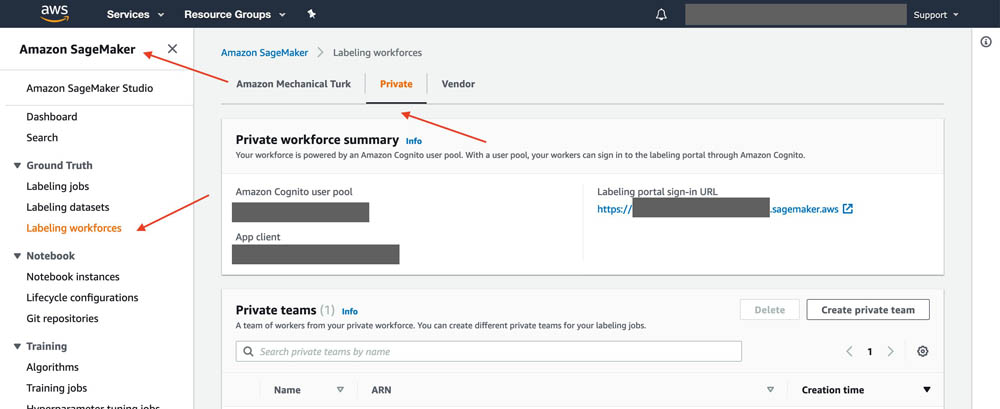 aws
Services
Resource Groups
Support
Amazon SageMaker
Amazon SageMaker Studio
Dashboard
Search
Ground Truth
Labeling jobs
Labeling datasets
Labeling workforces
Notebook
Notebook instances
Lifecycle configurations
Git repositories
Training
Algorithms
Training jobs
Hyperparameter tuning jobs
Amazon SageMaker > Labeling workforces
Amazon Mechanical Turk Private Vendor
Private workforce summary Info
Your workforce is powered by an Amazon Cognito user pool. With a user pool, your workers can sign in to the labeling portal through Amazon Cognito.
Amazon Cognito user pool
App client
Labeling portal sign-in URL
https:// .sagemaker.aws
Private teams (1) Info
A team of workers from your private workforce. You can create different private teams for your labeling jobs.
Delete
Create private team
Search private teams by name
1
Name ARN Creation time